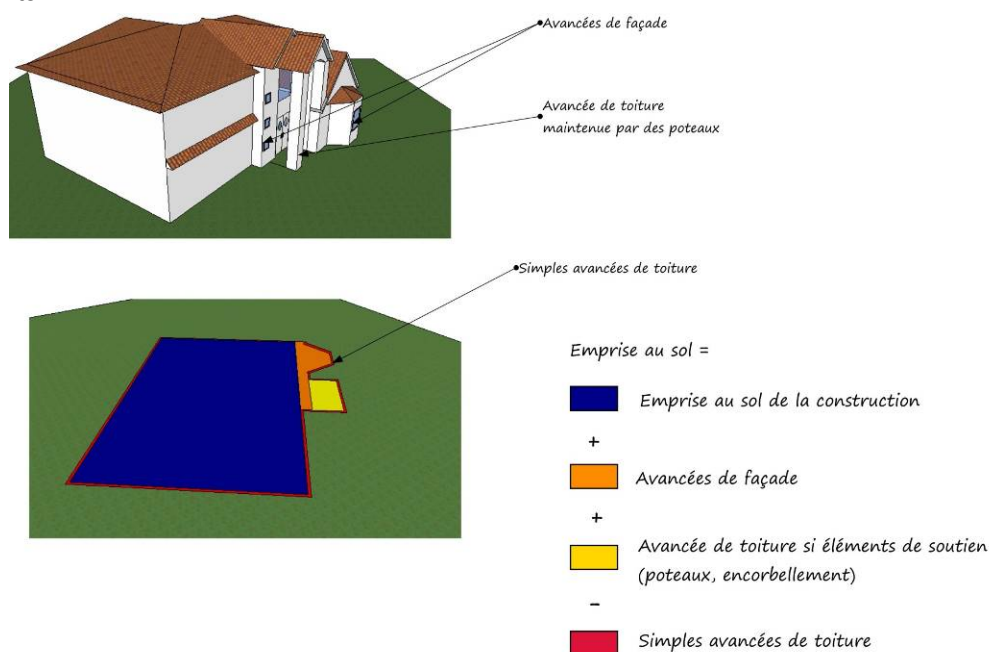 Avancées de façade
Avancée de toiture
maintenue par des poteaux
Simples avancées de toiture
Emprise au sol =
Emprise au sol de la construction
+
Avancées de façade
+
Avancée de toiture si éléments de soutien
(poteaux, encorbellement)
-
Simples avancées de toiture